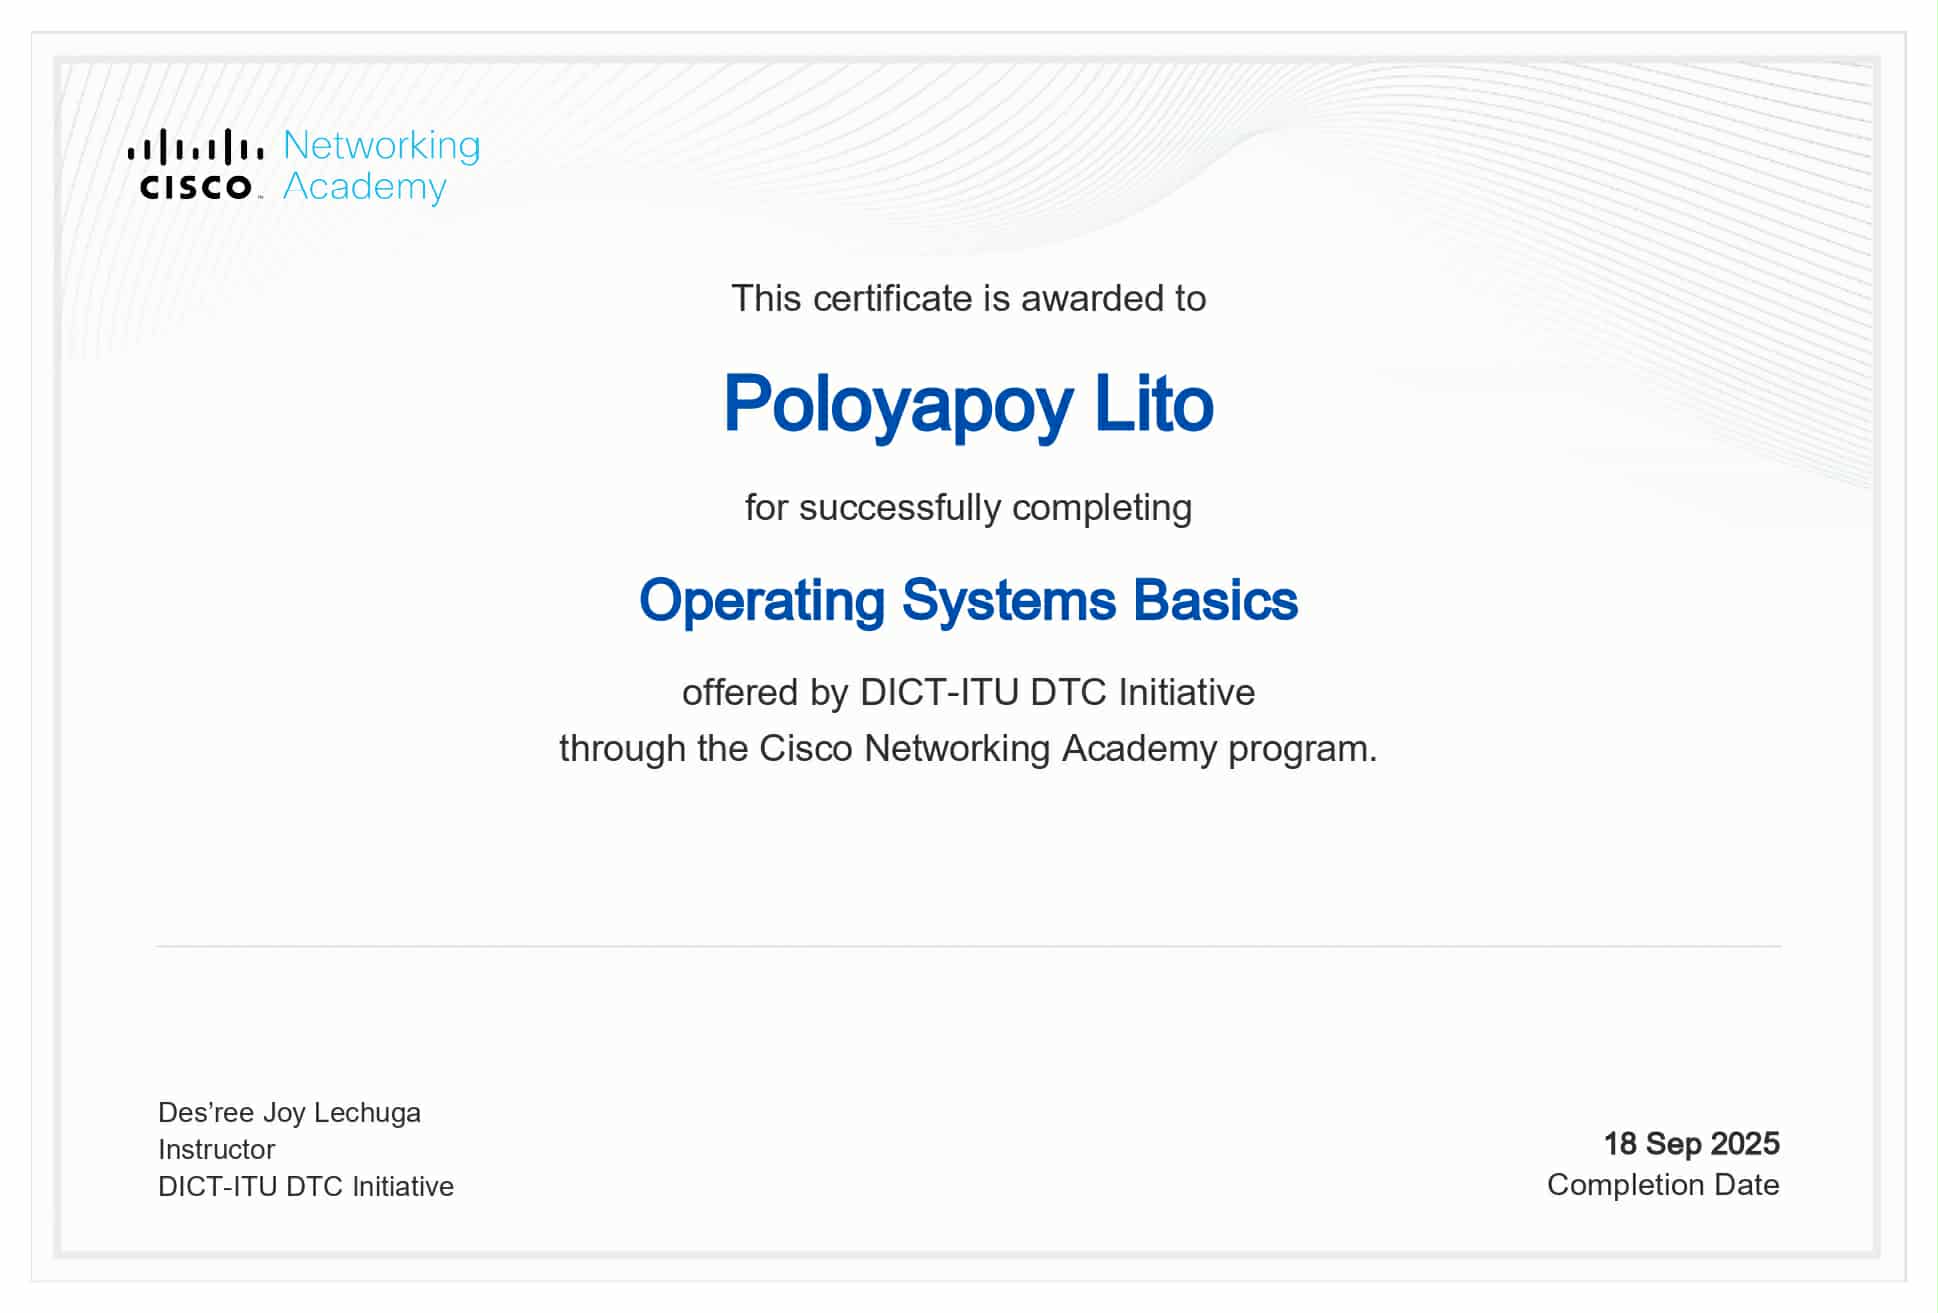 Networking
Academy
CISCO™
This certificate is awarded to
Poloyapoy Lito
for successfully completing
Operating Systems Basics
offered by DICT-ITU DTC Initiative
through the Cisco Networking Academy program.
Des’ree Joy Lechuga
Instructor
DICT-ITU DTC Initiative
18 Sep 2025
Completion Date